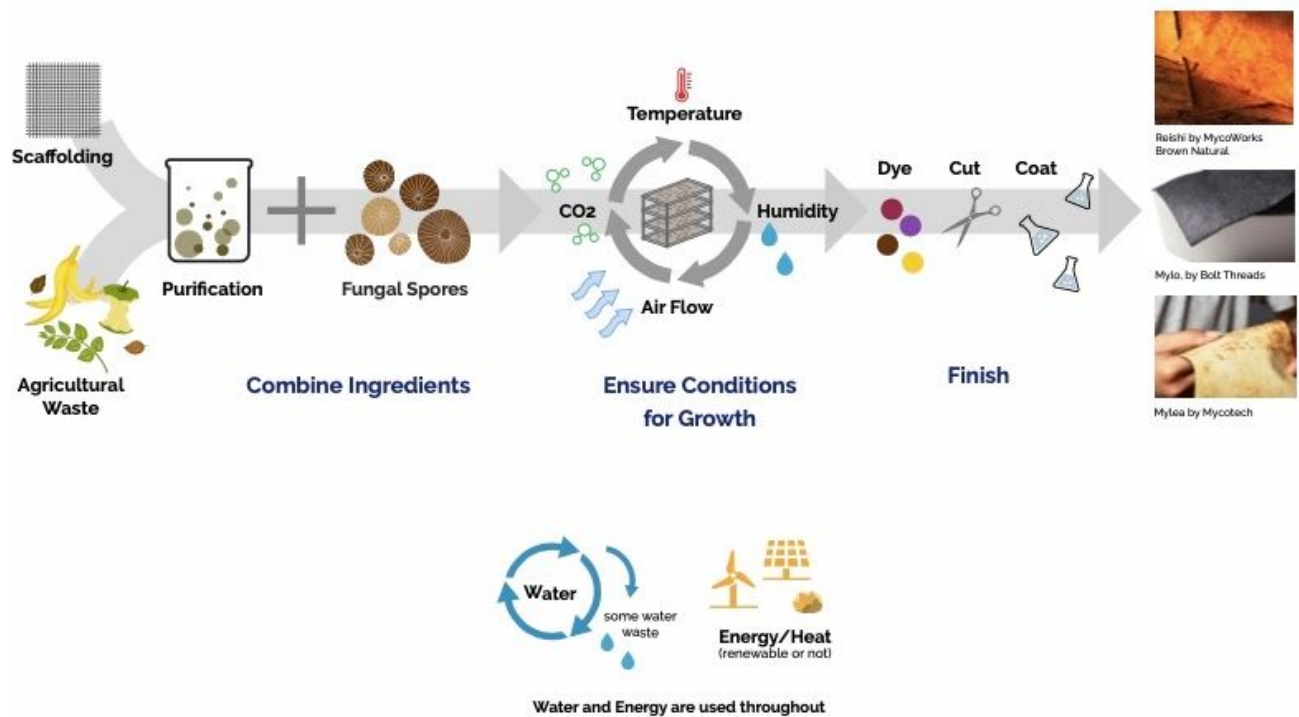 Scaffolding
Agricultural
Waste
Purification
Fungal Spores
Combine Ingredients
Temperature
CO2
Humidity
Air Flow
Ensure Conditions
for Growth
Dye
Cut
Coat
Finish
Reishi by MycoWorks
Brown Natural
Mylo, by Bolt Threads
Mylea by Mycotech
Water
some water
waste
Energy/Heat
(renewable or not)
Water and Energy are used throughout